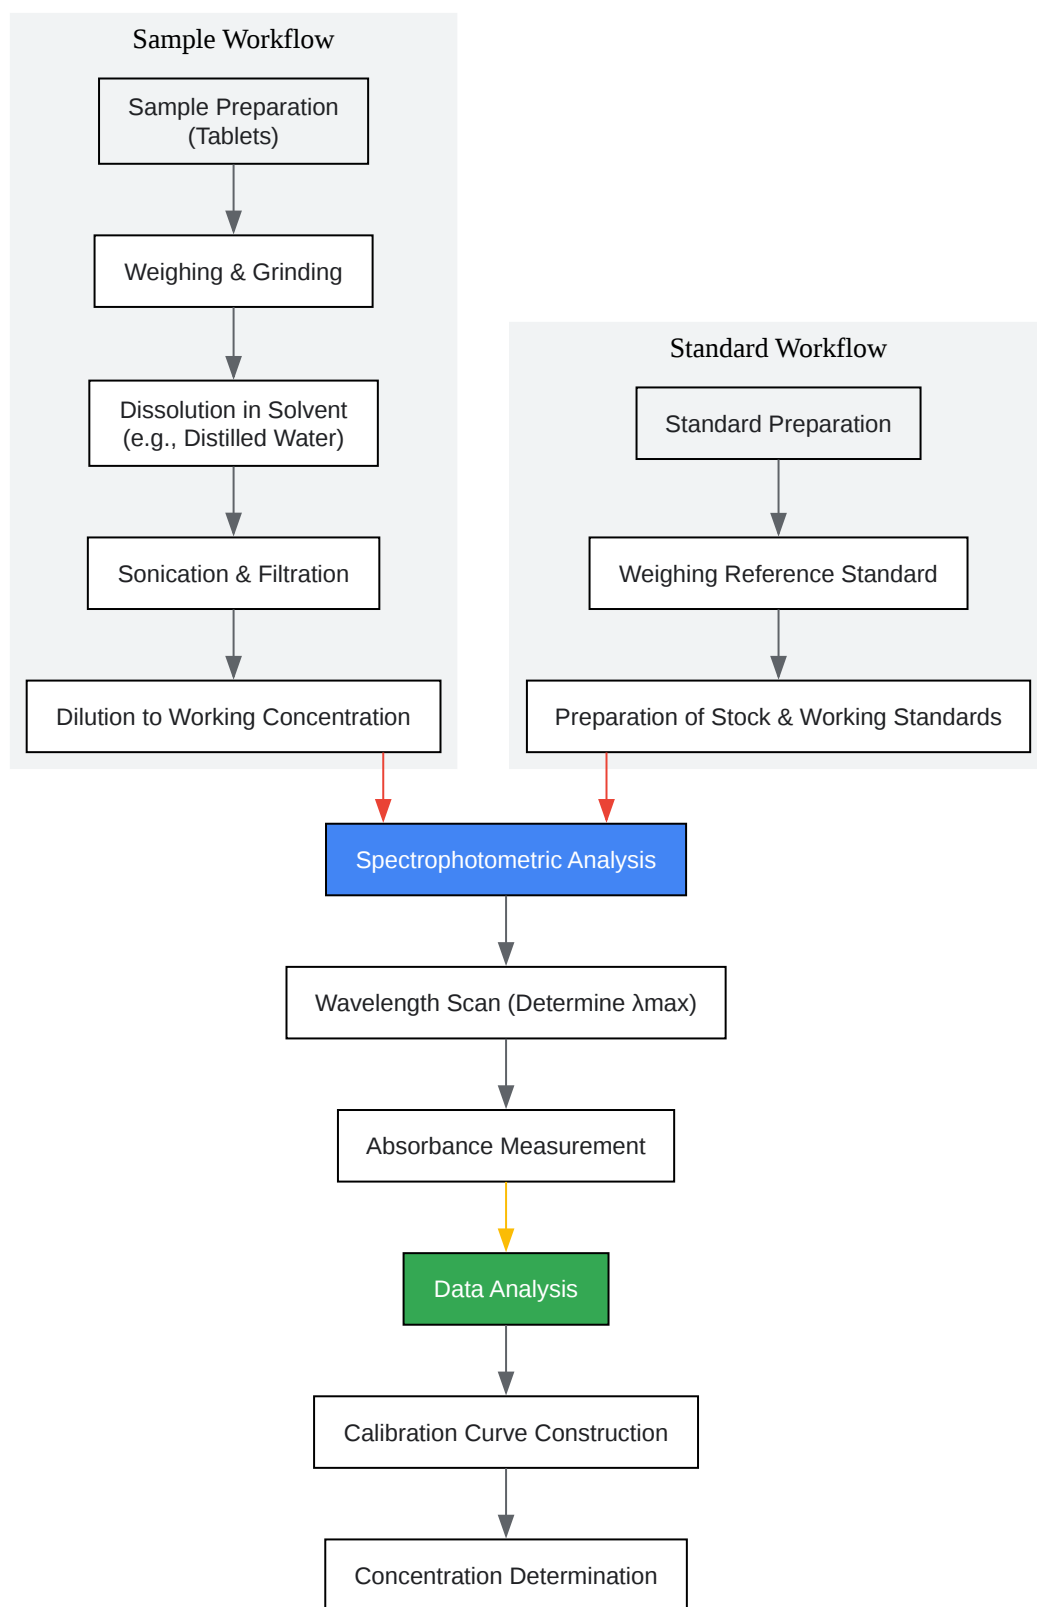 Sample Workflow
Sample Preparation
(Tablets)
Weighing & Grinding
Dissolution in Solvent
(e.g., Distilled Water)
Sonication & Filtration
Dilution to Working Concentration
Standard Workflow
Standard Preparation
Weighing Reference Standard
Preparation of Stock & Working Standards
Spectrophotometric Analysis
Wavelength Scan (Determine λmax)
Absorbance Measurement
Data Analysis
Calibration Curve Construction
Concentration Determination